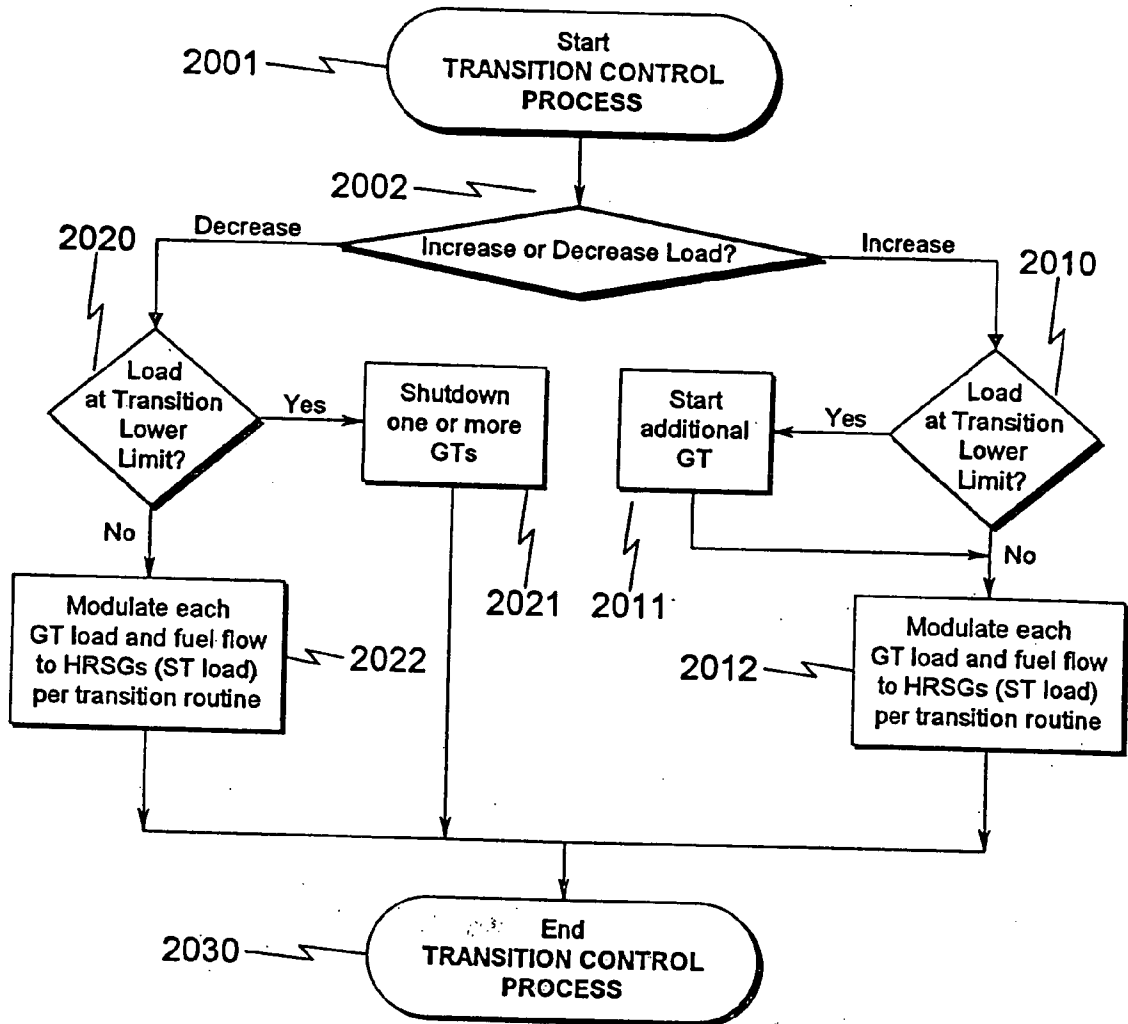 Start
TRANSITION CONTROL
PROCESS
2001
2002
Increase or Decrease Load?
Decrease
Increase
2020
2010
Load
at Transition
Lower
Limit?
Yes
Shutdown
one or more
GTs
Start
additional
GT
Yes
Load
at Transition
Lower
Limit?
No
No
2021
2011
Modulate each
GT load and fuel flow
to HRSGs (ST load)
per transition routine
2022
2012
Modulate each
GT load and fuel flow
to HRSGs (ST load)
per transition routine
End
TRANSITION CONTROL
PROCESS
2030